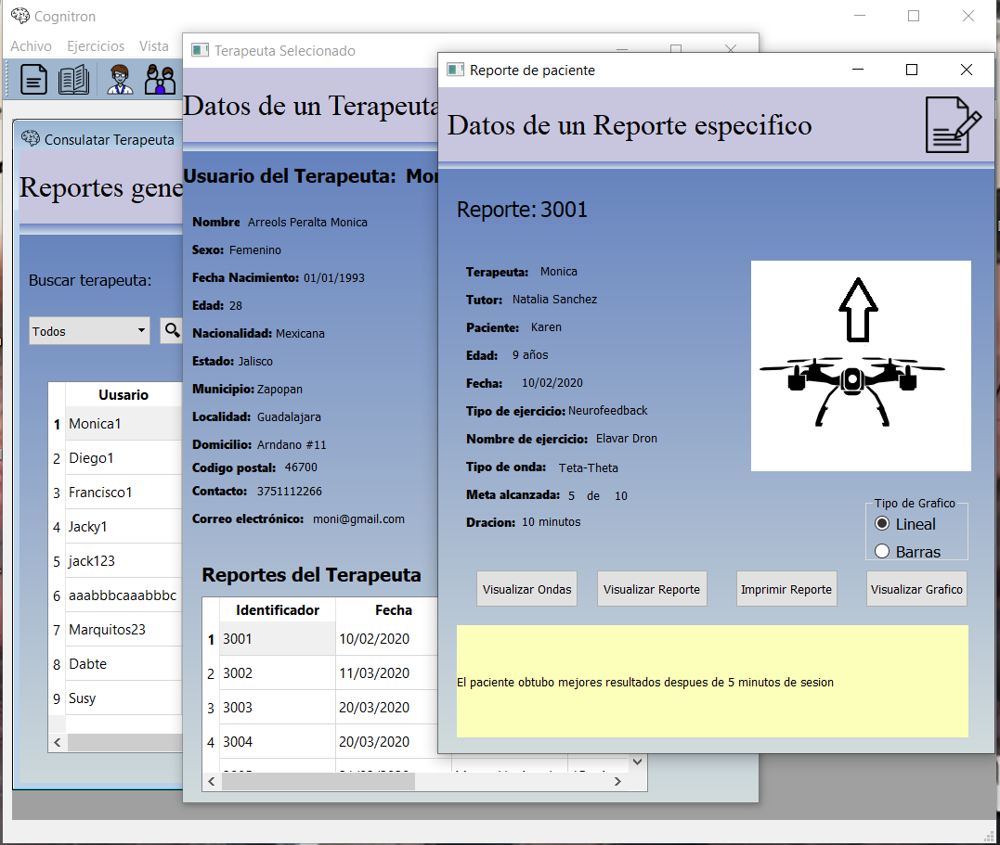 Cognitron
Achivo Ejercicios Vista
Consulatar Terapeuta
Reportes gene
Buscar terapeuta:
Todos
Uusario
1 Monica1
2 Diego1
3 Francisco1
4 Jacky1
5 jack123
6 aaabbbcaaabbbc
7 Marquitos23
8 Dabte
9 Susy
Terapeuta Selecionado
Datos de un Terapeuta
Usuario del Terapeuta: Mon
Nombre Arreols Peralta Monica
Sexo: Femenino
Fecha Nacimiento: 01/01/1993
Edad: 28
Nacionalidad: Mexicana
Estado: Jalisco
Municipio: Zapopan
Localidad: Guadalajara
Domicilio: Arndano #11
Codigo postal: 46700
Contacto: 3751112266
Correo electrónico: moni@gmail.com
Reportes del Terapeuta
Identificador Fecha
1 3001 10/02/2020
2 3002 11/03/2020
3 3003 20/03/2020
4 3004 20/03/2020
Reporte de paciente
Datos de un Reporte especifico
Reporte: 3001
Terapeuta: Monica
Tutor: Natalia Sanchez
Paciente: Karen
Edad: 9 años
Fecha: 10/02/2020
Tipo de ejercicio: Neurofeedback
Nombre de ejercicio: Elavar Dron
Tipo de onda: Teta-Theta
Meta alcanzada: 5 de 10
Dracion: 10 minutos
Tipo de Grafico
Lineal
Barras
Visualizar Ondas Visualizar Reporte Imprimir Reporte Visualizar Grafico
El paciente obtubo mejores resultados despues de 5 minutos de sesion